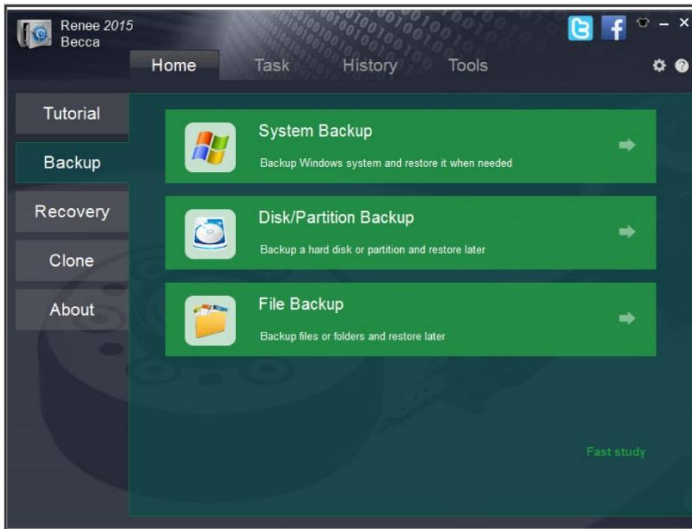 Renee 2015
Becca
Home
Task
History
Tools
Tutorial
Backup
Recovery
Clone
About
System Backup
Backup Windows system and restore it when needed
Disk/Partition Backup
Backup a hard disk or partition and restore later
File Backup
Backup files or folders and restore later
Fast study